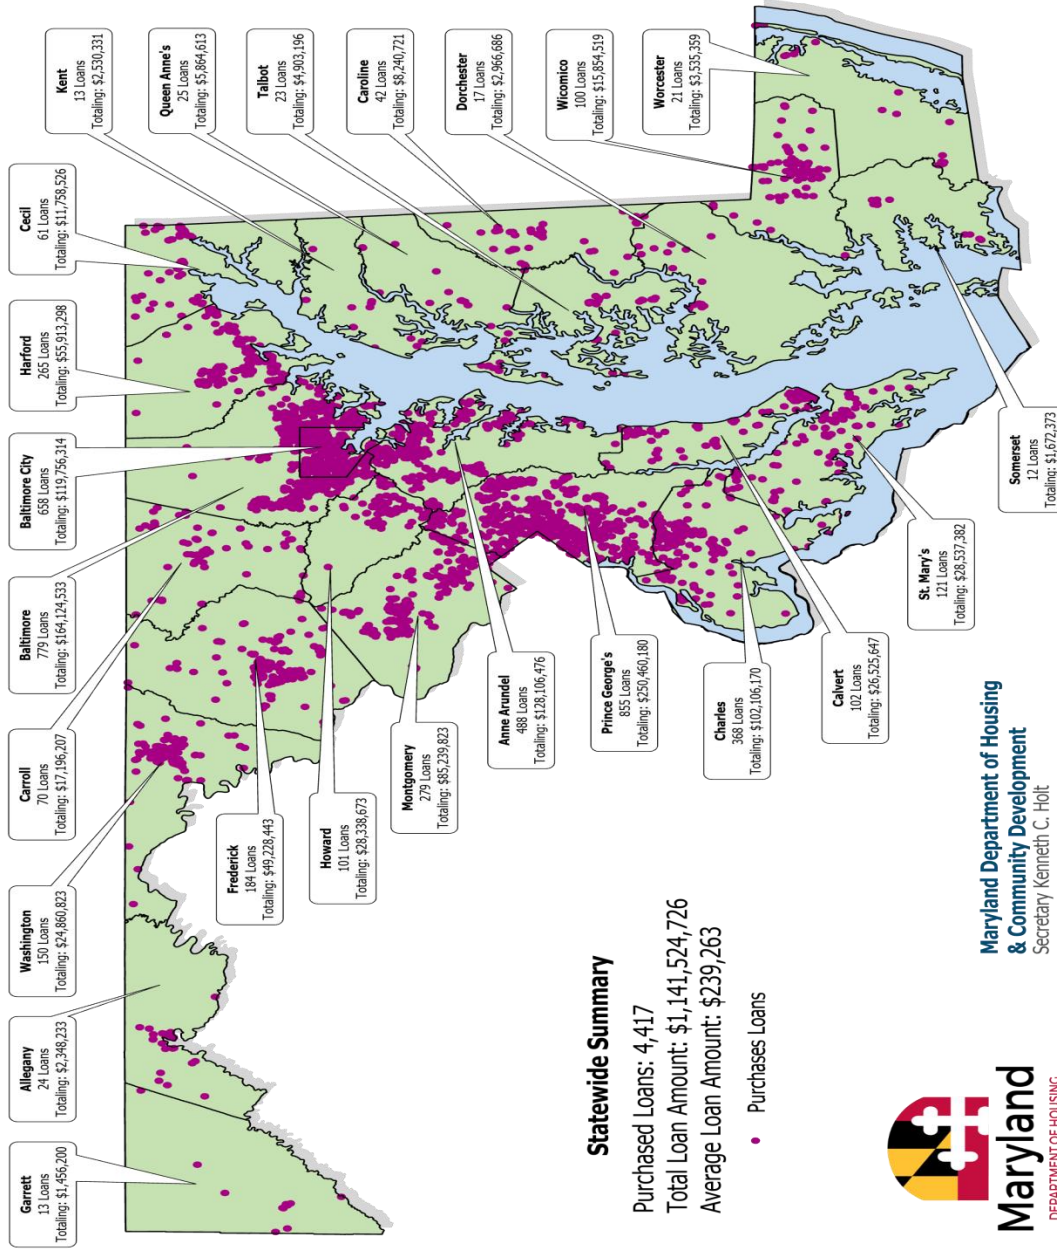 Garrett
13 Loans
Totaling: $1,456,200
Allegany
24 Loans
Totaling: $2,348,233
Washington
150 Loans
Totaling: $24,860,823
Carroll
70 Loans
Totaling: $17,196,207
Baltimore
779 Loans
Totaling: $164,124,533
Baltimore City
658 Loans
Totaling: $119,756,314
Harford
265 Loans
Totaling: $55,913,298
Cecil
61 Loans
Totaling: $11,758,526
Kent
13 Loans
Totaling: $2,530,331
Queen Anne's
25 Loans
Totaling: $5,864,613
Talbot
23 Loans
Totaling: $4,903,196
Caroline
42 Loans
Totaling: $8,240,721
Dorchester
17 Loans
Totaling: $2,966,686
Wicomico
100 Loans
Totaling: $15,854,519
Worcester
21 Loans
Totaling: $3,535,359
Frederick
184 Loans
Totaling: $49,228,443
Howard
101 Loans
Totaling: $28,338,673
Montgomery
279 Loans
Totaling: $85,239,823
Anne Arundel
488 Loans
Totaling: $128,106,476
Prince George's
855 Loans
Totaling: $250,460,180
Charles
368 Loans
Totaling: $102,106,170
Calvert
102 Loans
Totaling: $26,525,647
St. Mary's
121 Loans
Totaling: $28,537,382
Somerset
12 Loans
Totaling: $1,672,373
Statewide Summary
Purchased Loans: 4,417
Total Loan Amount: $1,141,524,726
Average Loan Amount: $239,263
Purchases Loans
Maryland
DEPARTMENT OF HOUSING
Maryland Department of Housing
& Community Development
Secretary Kenneth C. Holt